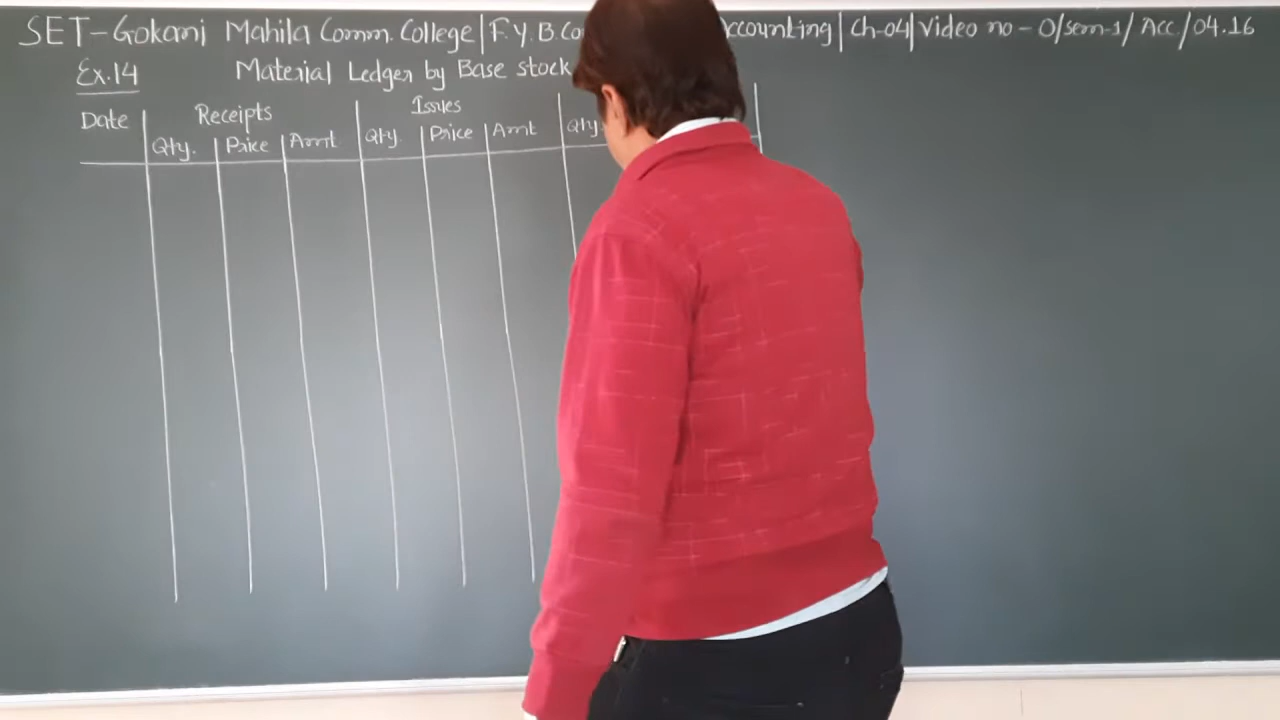 SET-Gokani Mahila Comm. College | F.Y. B.Co ccounting | Ch-04 | Video no - 0/sem-1/ Acc/04.16
Ex.14 Material Ledger by Base stock
Date Receipts Issues
Qty. Price Amt Qty. Price Amt Qty.